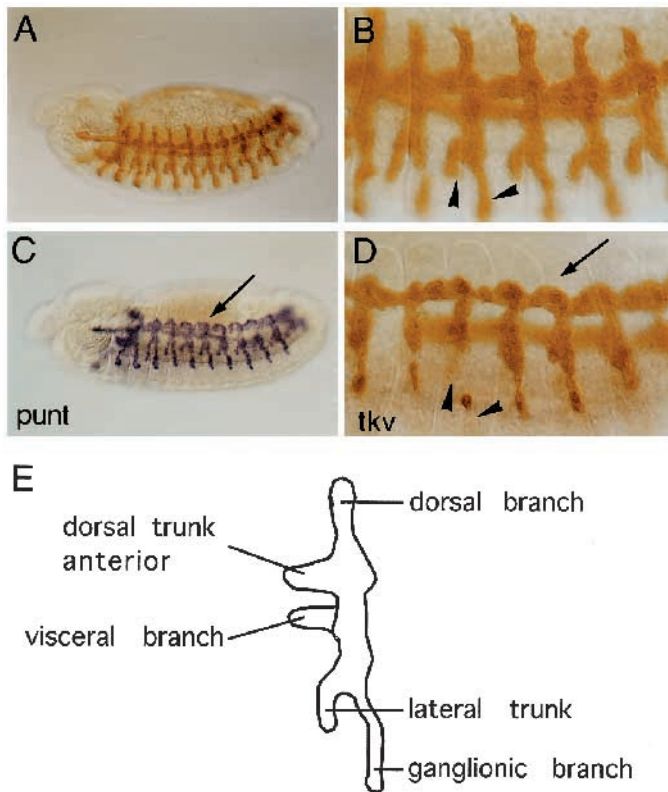 A
B
C
punt
D
tkv
E
dorsal branch
dorsal trunk
anterior
visceral branch
lateral trunk
ganglionic branch